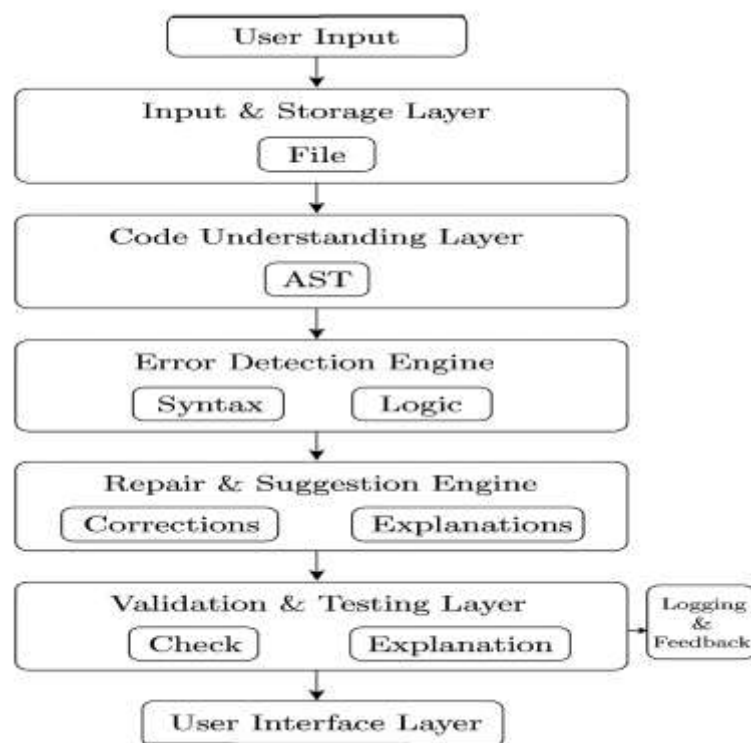 User Input
Input & Storage Layer
File
Code Understanding Layer
AST
Error Detection Engine
Syntax Logic
Repair & Suggestion Engine
Corrections Explanations
Validation & Testing Layer
Check Explanation
Logging
&
Feedback
User Interface Layer